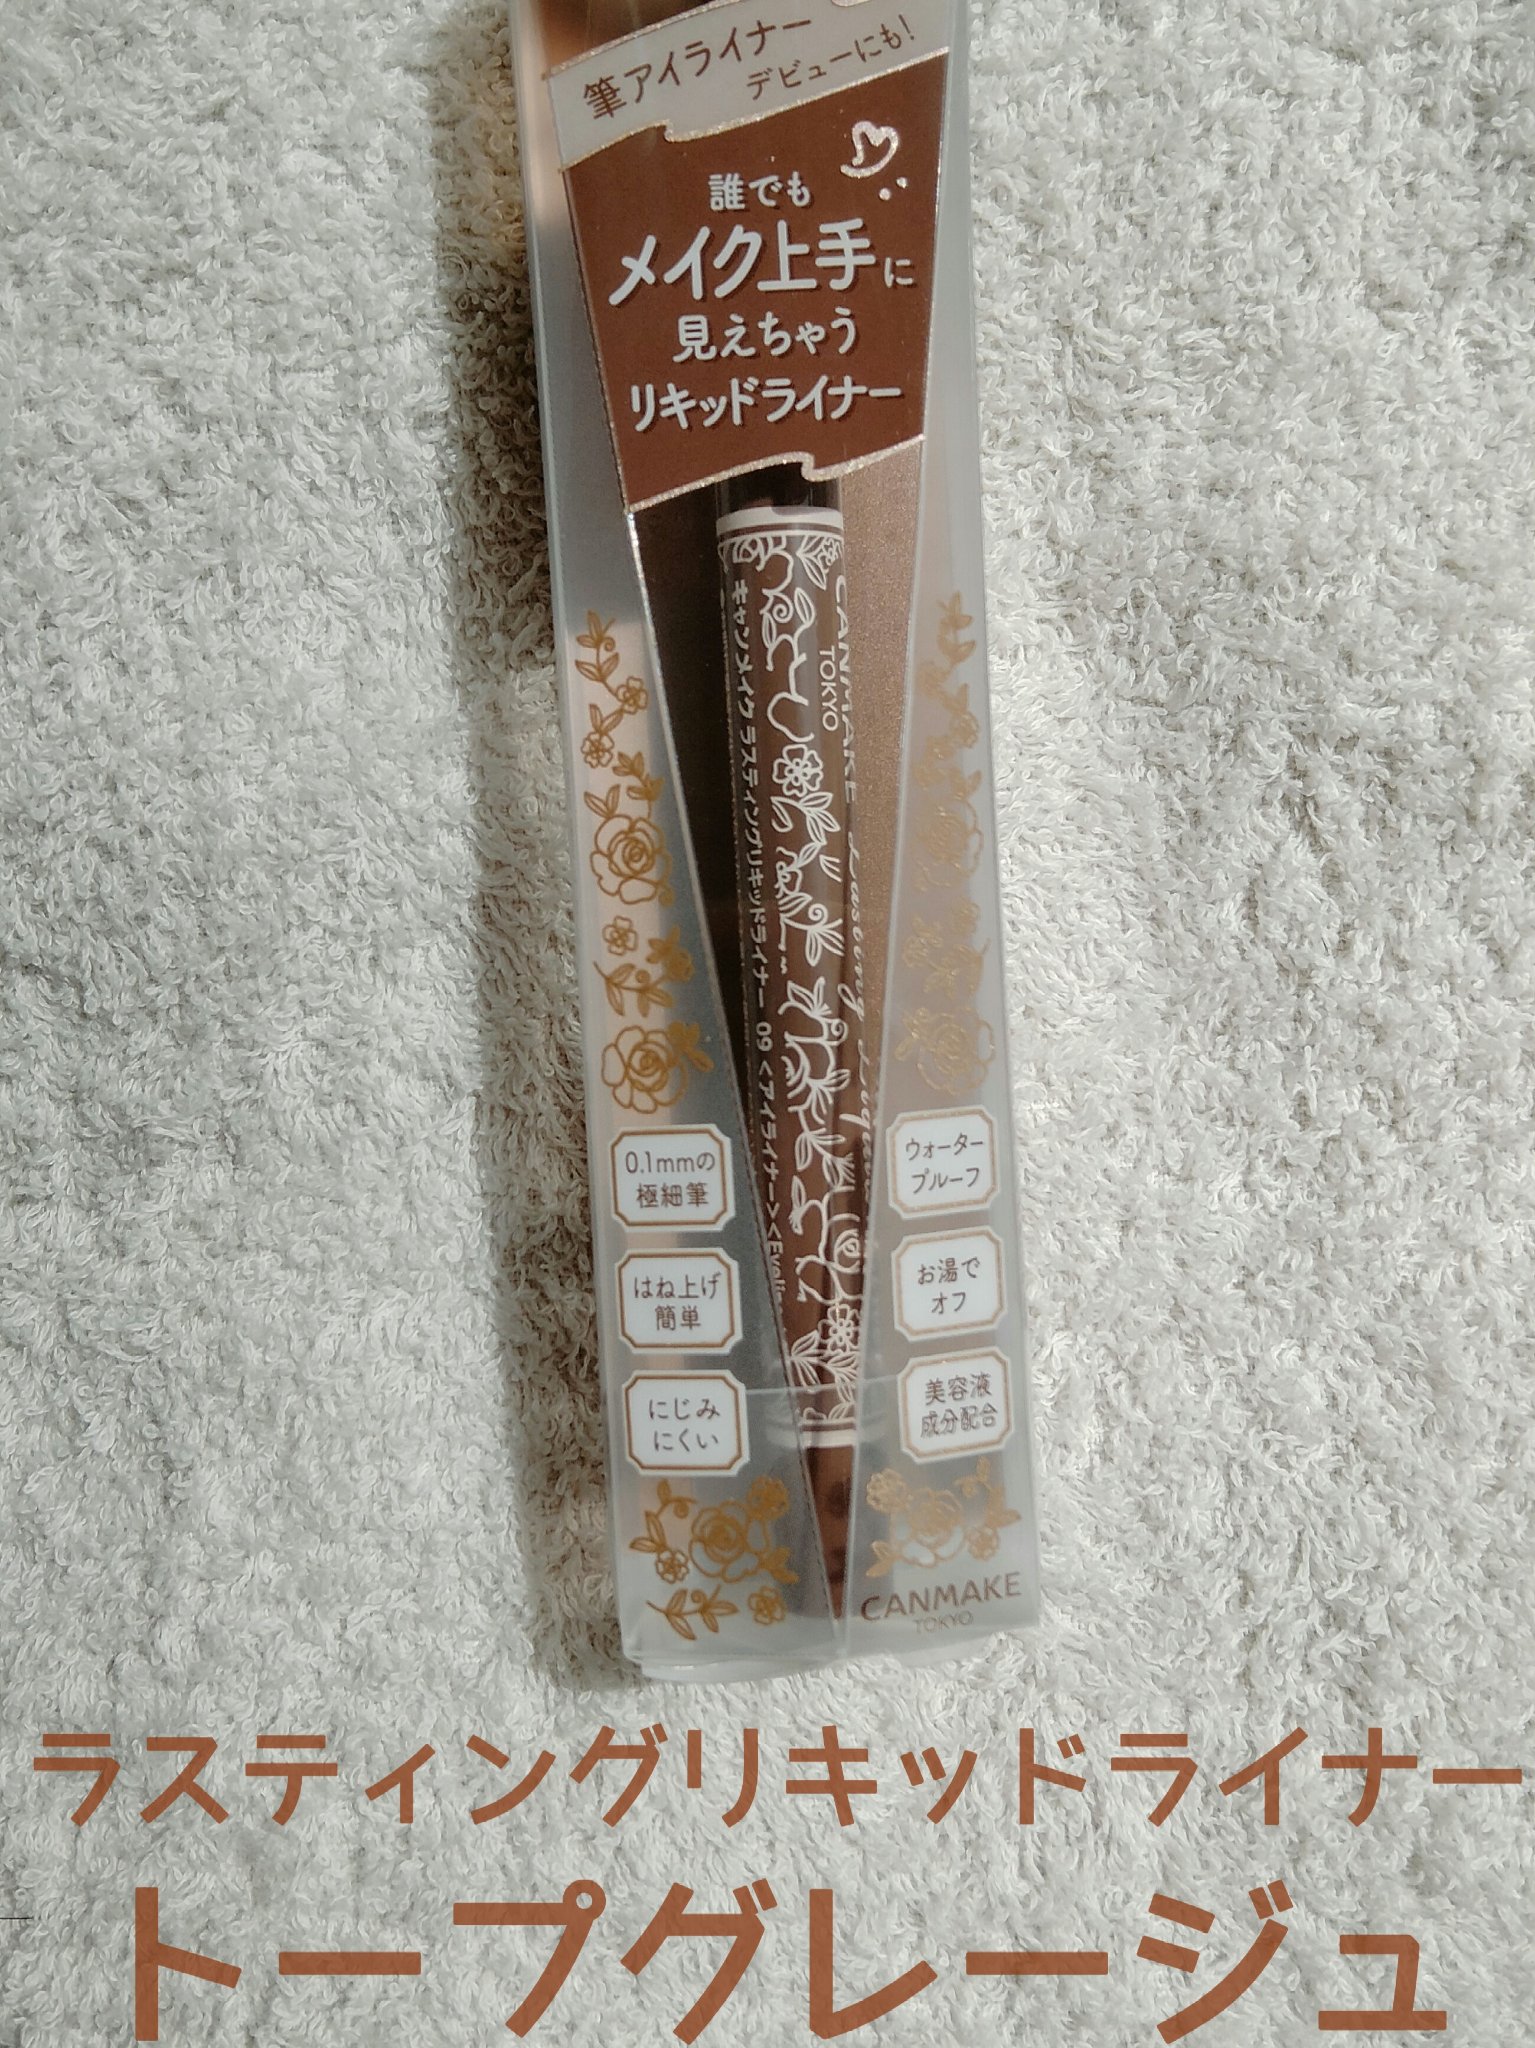 筆アイライナー
デビューにも!
誰でも
メイク上手に
見えちゃう
リキッドライナー
CANMAKE Lasting Liqu
TOKYO
キャンメイク ラスティングリキッドライナー 09 <アイライナー><Eyelin
0.1mmの
極細筆
はね上げ
簡単
にじみ
にくい
ウォーター
プルーフ
お湯で
オフ
美容液
成分配合
CANMAKE
TOKYO
ラスティングリキッドライナー
トープグレージュ